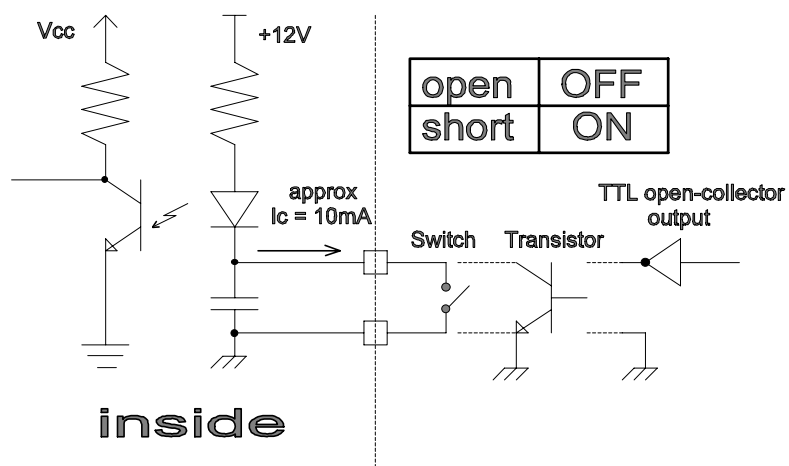 Vcc
+12V
open OFF
short ON
approx
Ic = 10mA
TTL open-collector
output
Switch Transistor
inside